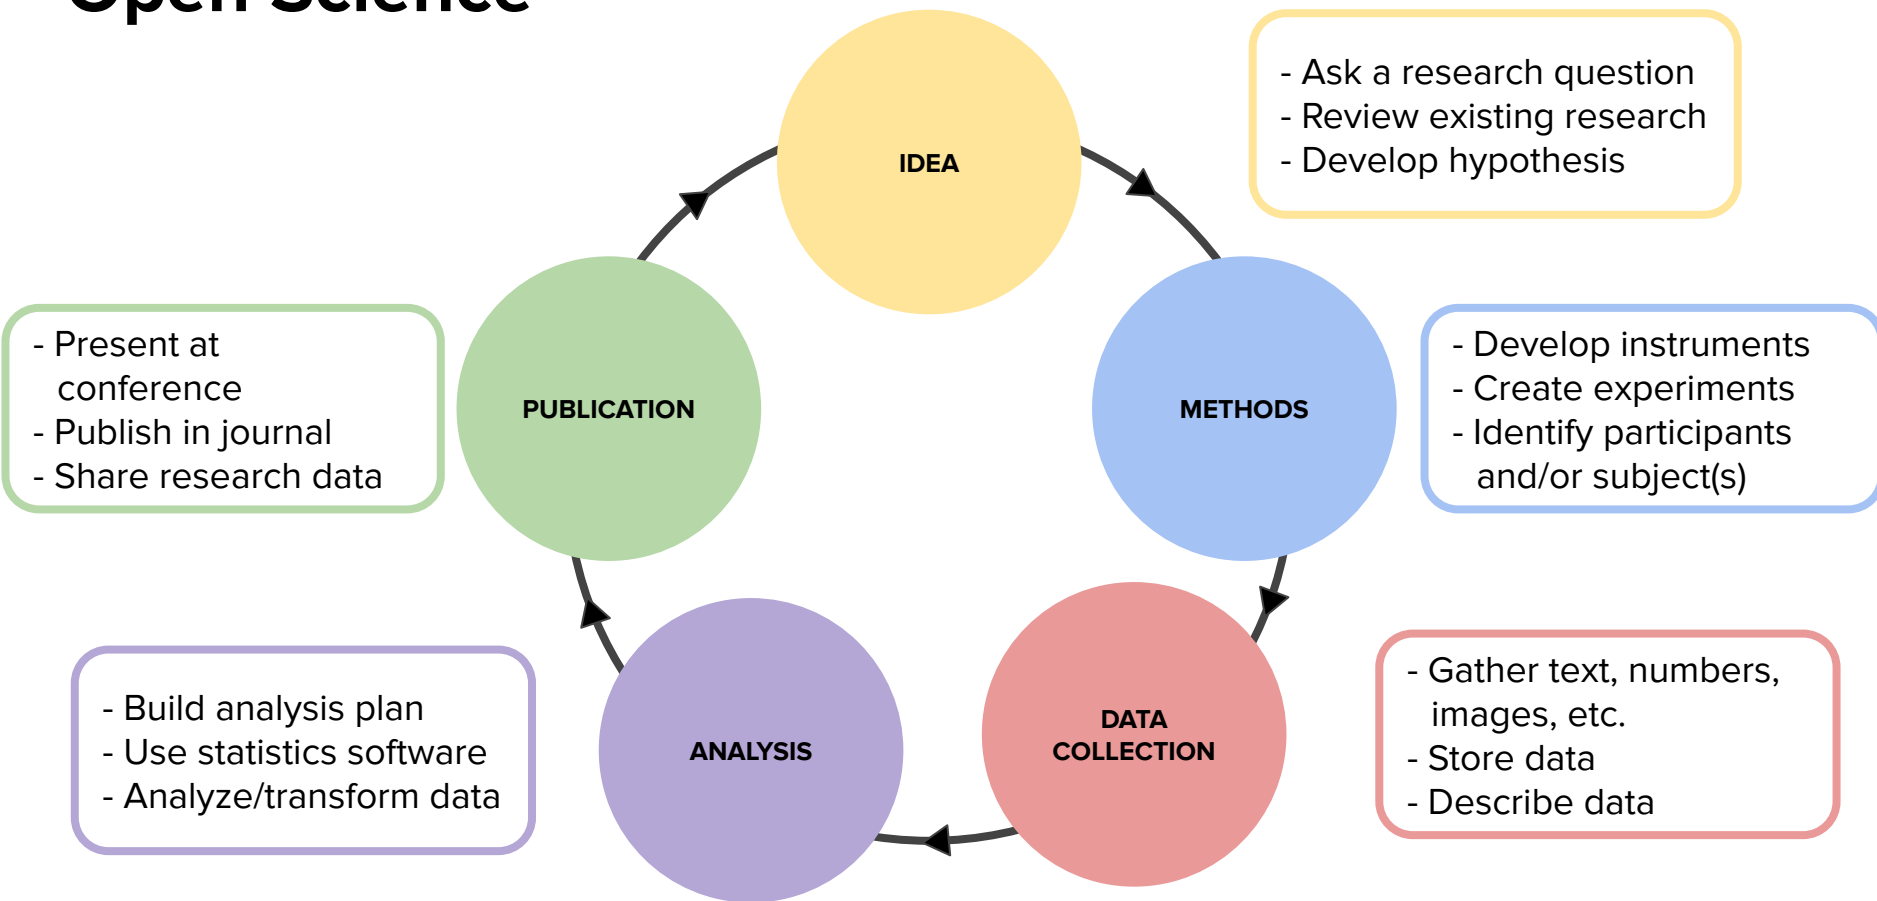 Open Science
IDEA
- Ask a research question
- Review existing research
- Develop hypothesis
METHODS
- Develop instruments
- Create experiments
- Identify participants
and/or subject(s)
DATA
COLLECTION
- Gather text, numbers,
images, etc.
- Store data
- Describe data
ANALYSIS
- Build analysis plan
- Use statistics software
- Analyze/transform data
PUBLICATION
- Present at
conference
- Publish in journal
- Share research data